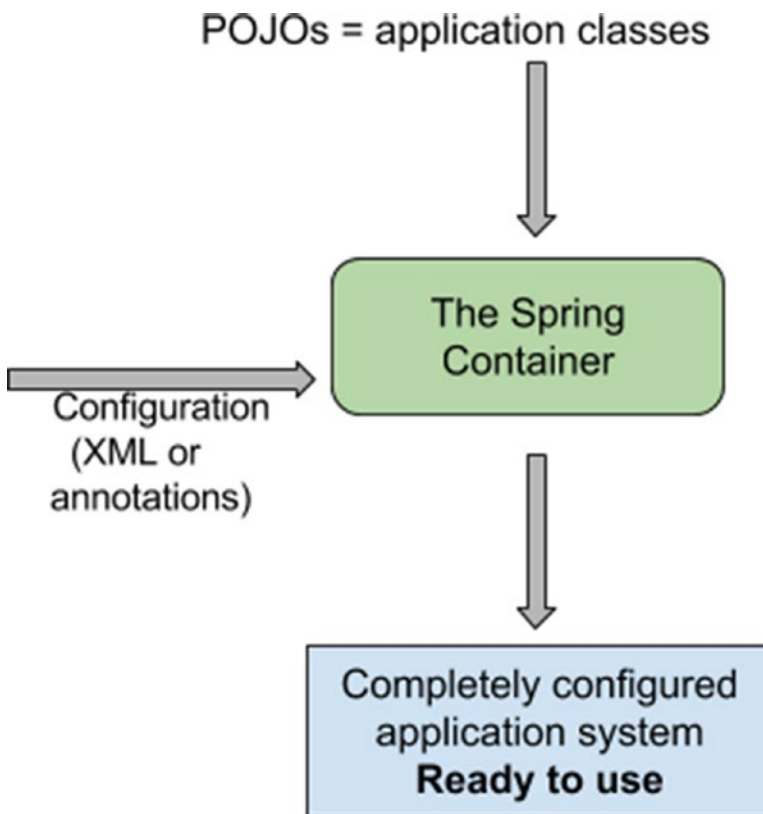 POJOs = application classes
The Spring
Container
Configuration
(XML or
annotations)
Completely configured
application system
Ready to use